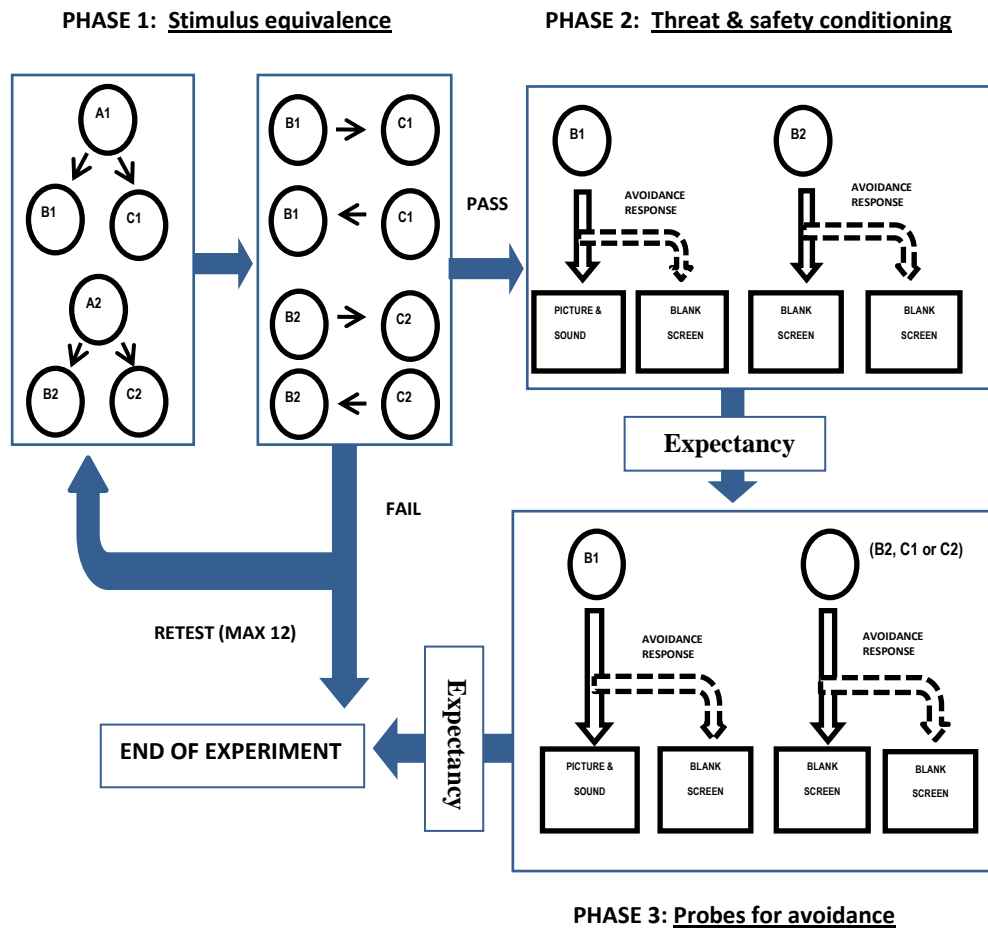 PHASE 1: Stimulus equivalence
PHASE 2: Threat & safety conditioning
A1
B1
C1
A2
B2
C2
B1
C1
B1
C1
B2
C2
B2
C2
PASS
FAIL
RETEST (MAX 12)
B1
AVOIDANCE
RESPONSE
PICTURE &
SOUND
BLANK
SCREEN
B2
AVOIDANCE
RESPONSE
BLANK
SCREEN
BLANK
SCREEN
Expectancy
B1
AVOIDANCE
RESPONSE
PICTURE &
SOUND
BLANK
SCREEN
(B2, C1 or C2)
AVOIDANCE
RESPONSE
BLANK
SCREEN
BLANK
SCREEN
Expectancy
END OF EXPERIMENT
PHASE 3: Probes for avoidance